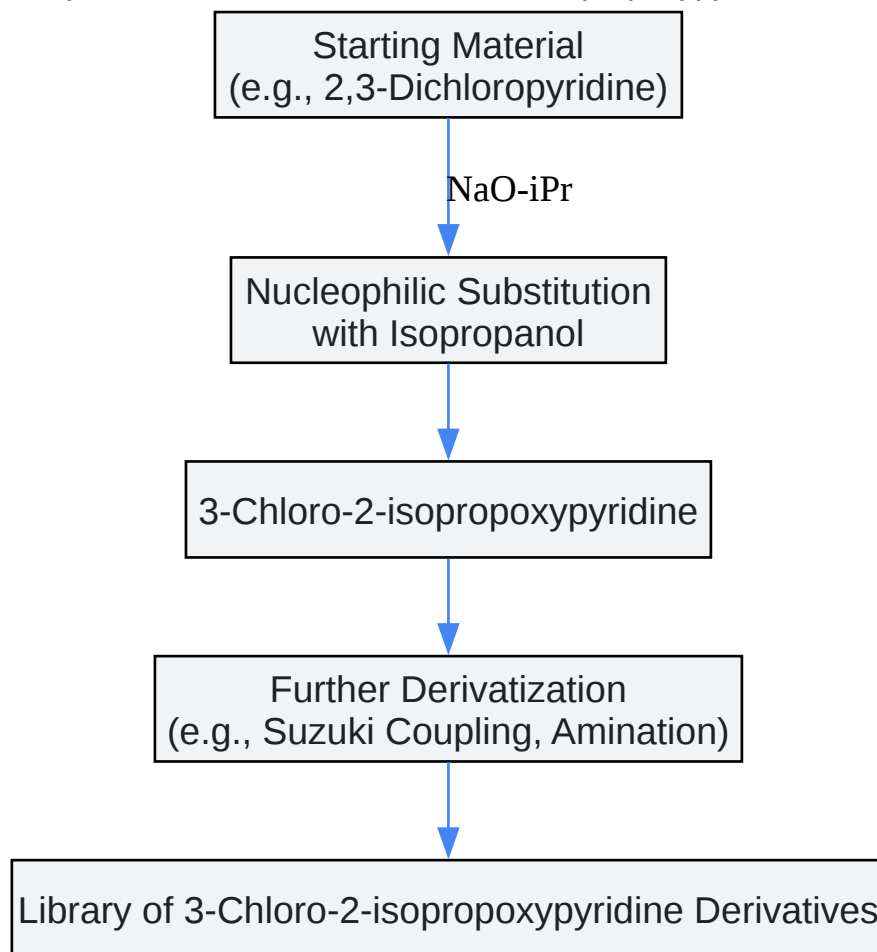 Starting Material
(e.g., 2,3-Dichloropyridine)
NaO-iPr
Nucleophilic Substitution
with Isopropanol
3-Chloro-2-isopropoxypyridine
Further Derivatization
(e.g., Suzuki Coupling, Amination)
Library of 3-Chloro-2-isopropoxypyridine Derivatives